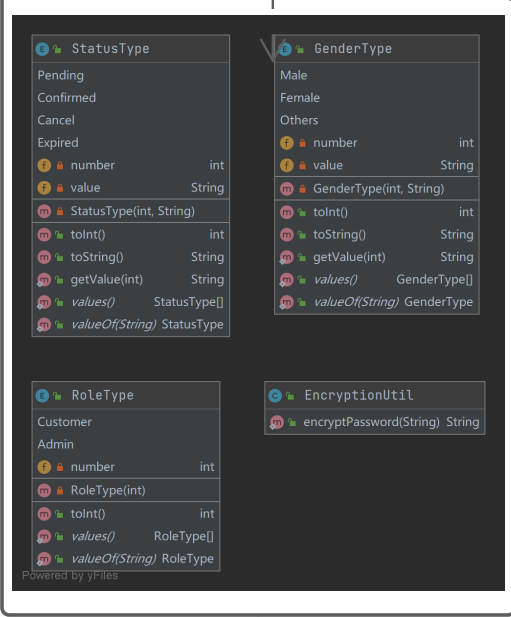 StatusType
Pending
Confirmed
Cancel
Expired
number int
value String
StatusType(int, String)
toInt() int
toString() String
getValue(int) String
values() StatusType[]
valueOf(String) StatusType
GenderType
Male
Female
Others
number int
value String
GenderType(int, String)
toInt() int
toString() String
getValue(int) String
values() GenderType[]
valueOf(String) GenderType
RoleType
Customer
Admin
number int
RoleType(int)
toInt() int
values() RoleType[]
valueOf(String) RoleType
EncryptionUtil
encryptPassword(String) String
Powered by yFiles